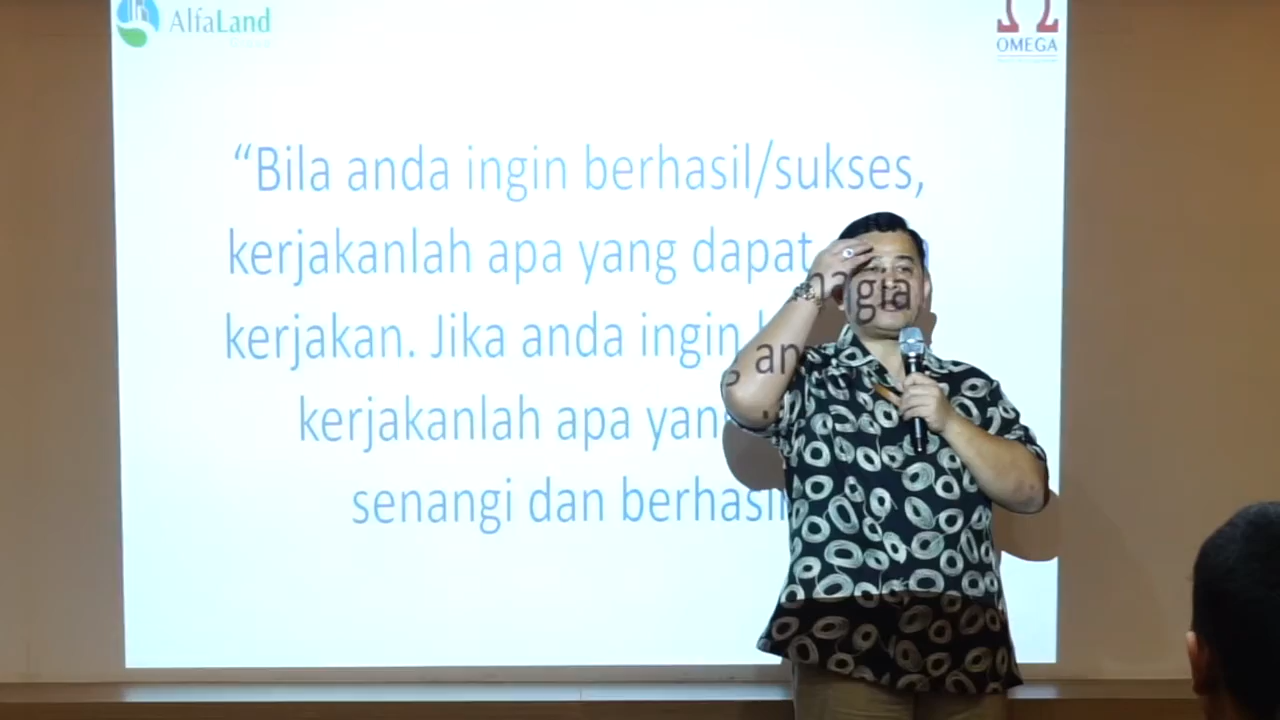 AlfaLand
OMEGA
“Bila anda ingin berhasil/sukses,
kerjakanlah apa yang dapat
kerjakan. Jika anda ingin
kerjakanlah apa yang
senangi dan berhasil